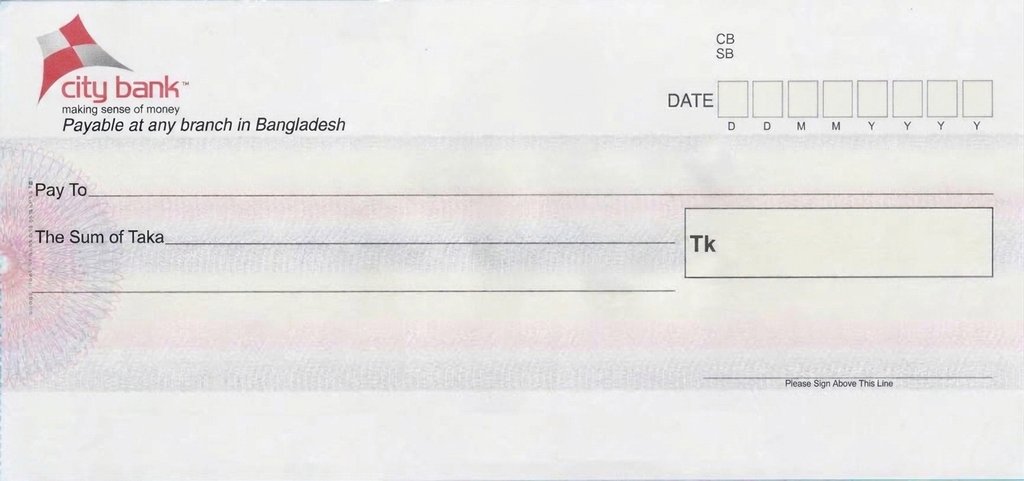 CB
SB
city bank™
making sense of money
Payable at any branch in Bangladesh
DATE
D D M M Y Y Y Y
Pay To
The Sum of Taka
Tk
Please Sign Above This Line